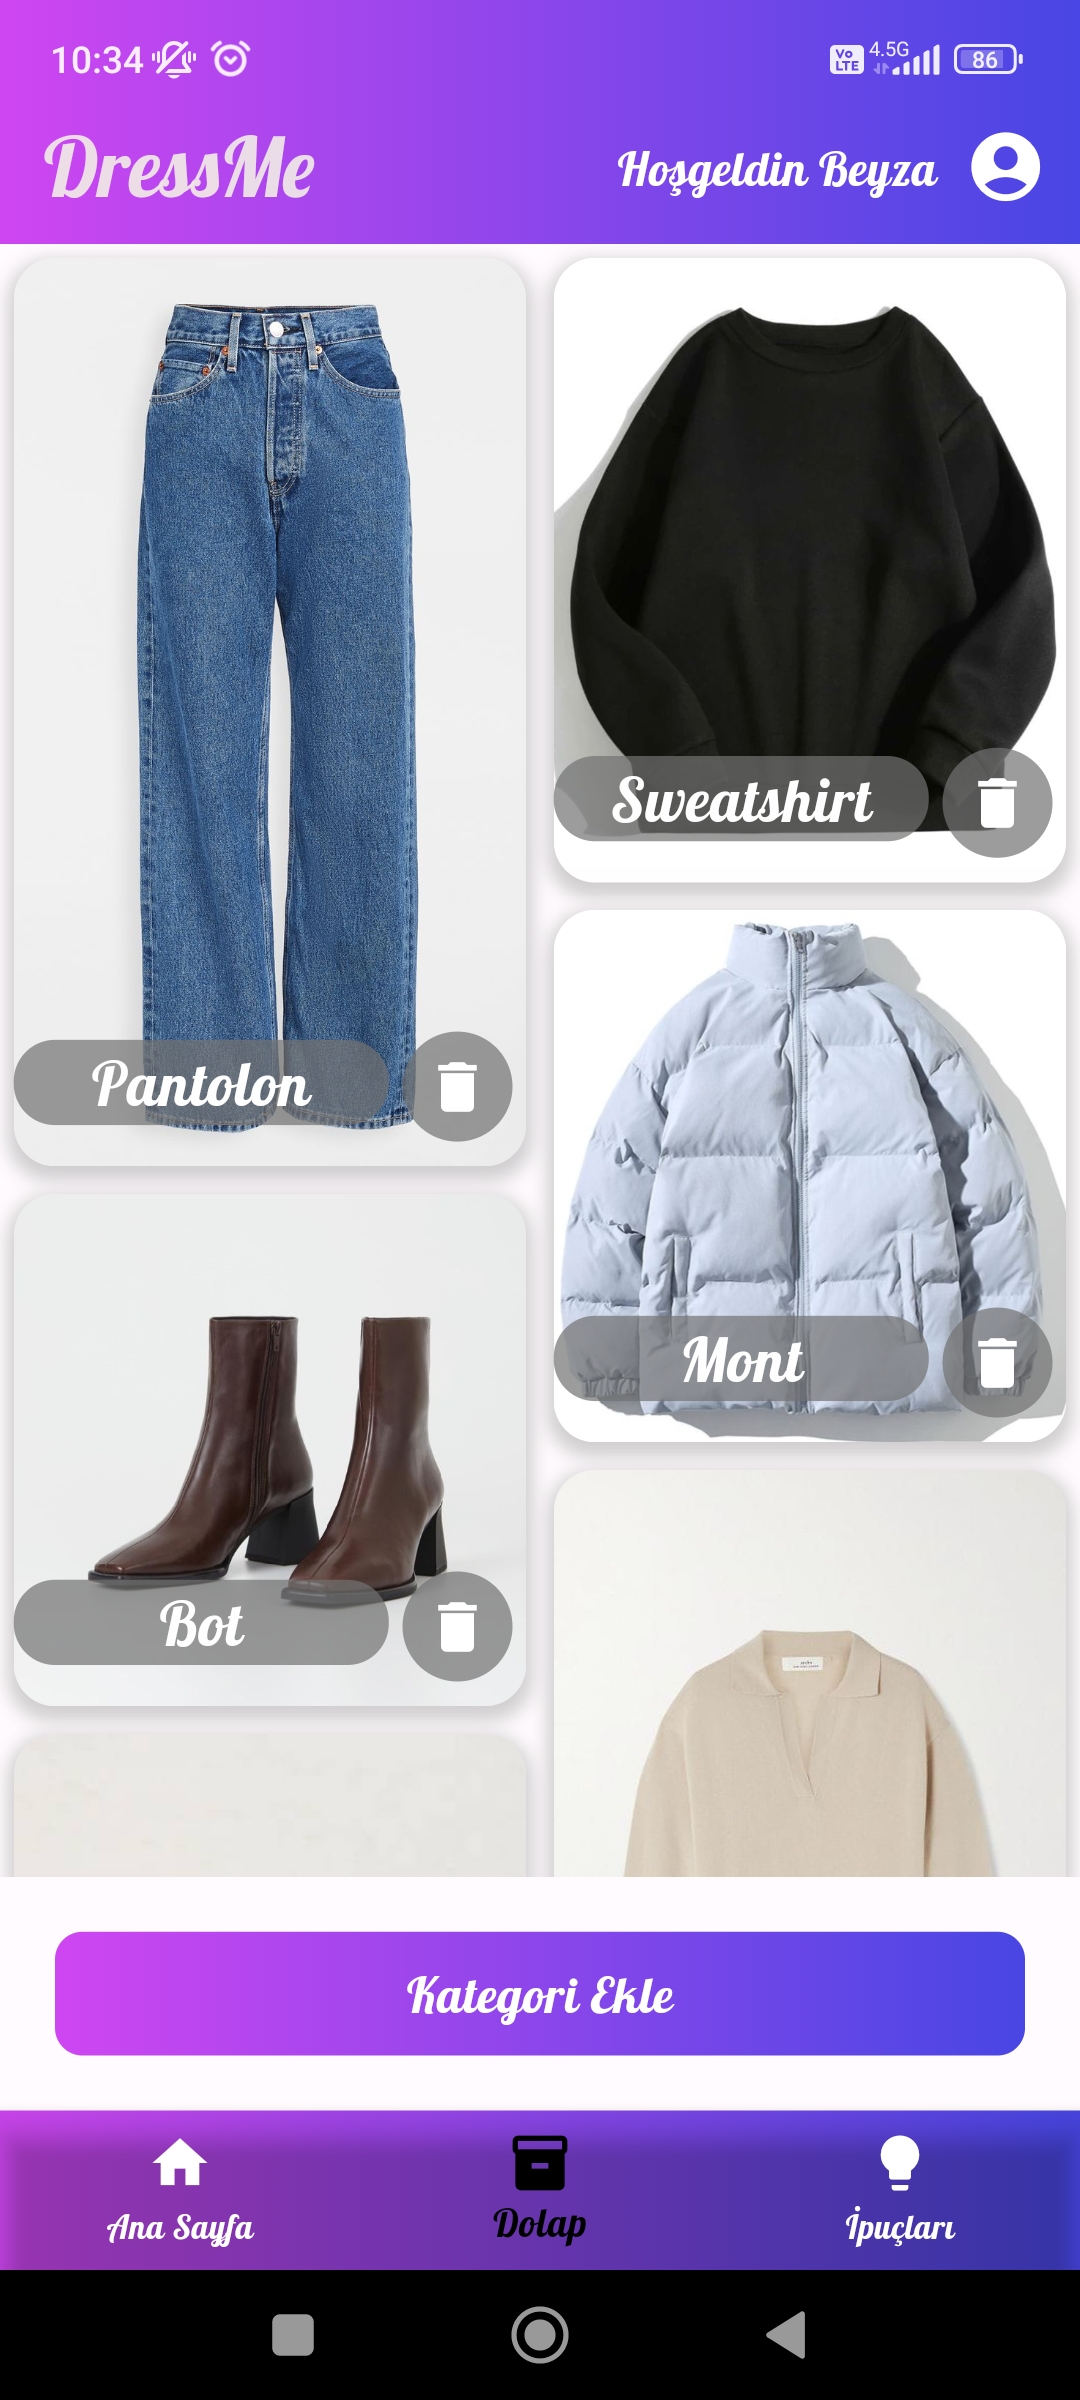 10:34
Vo LTE 4.5G 86
DressMe
Hoşgeldin Beyza
Pantolon
Sweatshirt
Mont
Bot
Kategori Ekle
Ana Sayfa
Dolap
İpuçları